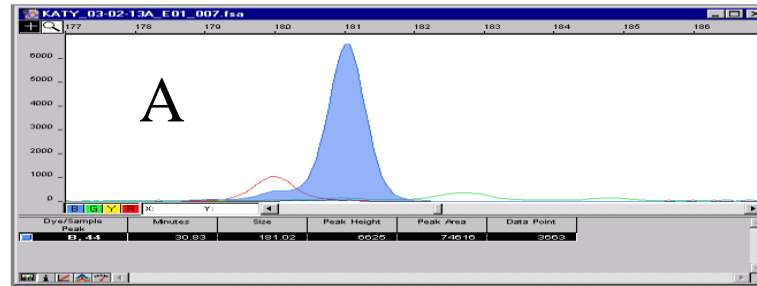 KATY_03-02-13A_E01_007.fsa
177 178 179 180 181 182 183 184 185 186
6000
5000
4000
3000
2000
1000
0
A
B G Y R X: Y:
Dye/Sample Peak Minutes Size Peak Height Peak Area Data Point
B, 44 30.83 181.02 6625 74616 3663